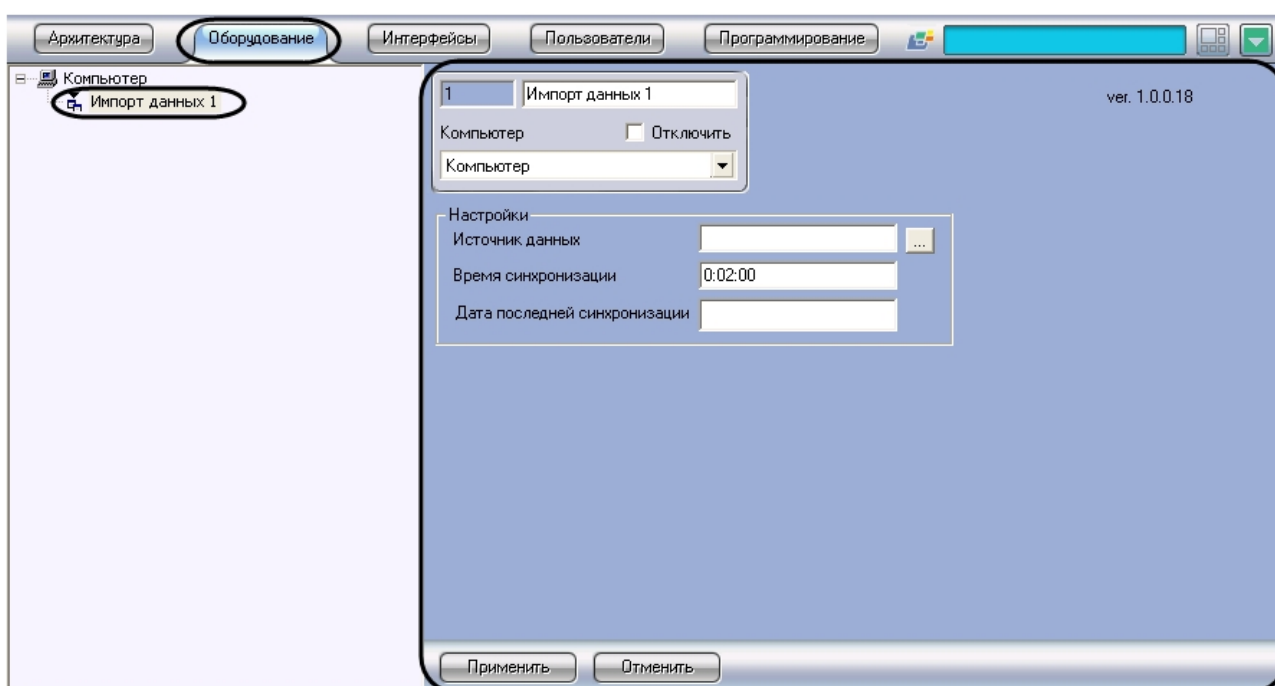 Архитектура Оборудование Интерфейсы Пользователи Программирование
Компьютер
Импорт данных 1
1 Импорт данных 1
ver. 1.0.0.18
Компьютер Отключить
Компьютер
Настройки
Источник данных ...
Время синхронизации 0:02:00
Дата последней синхронизации
Применить Отменить